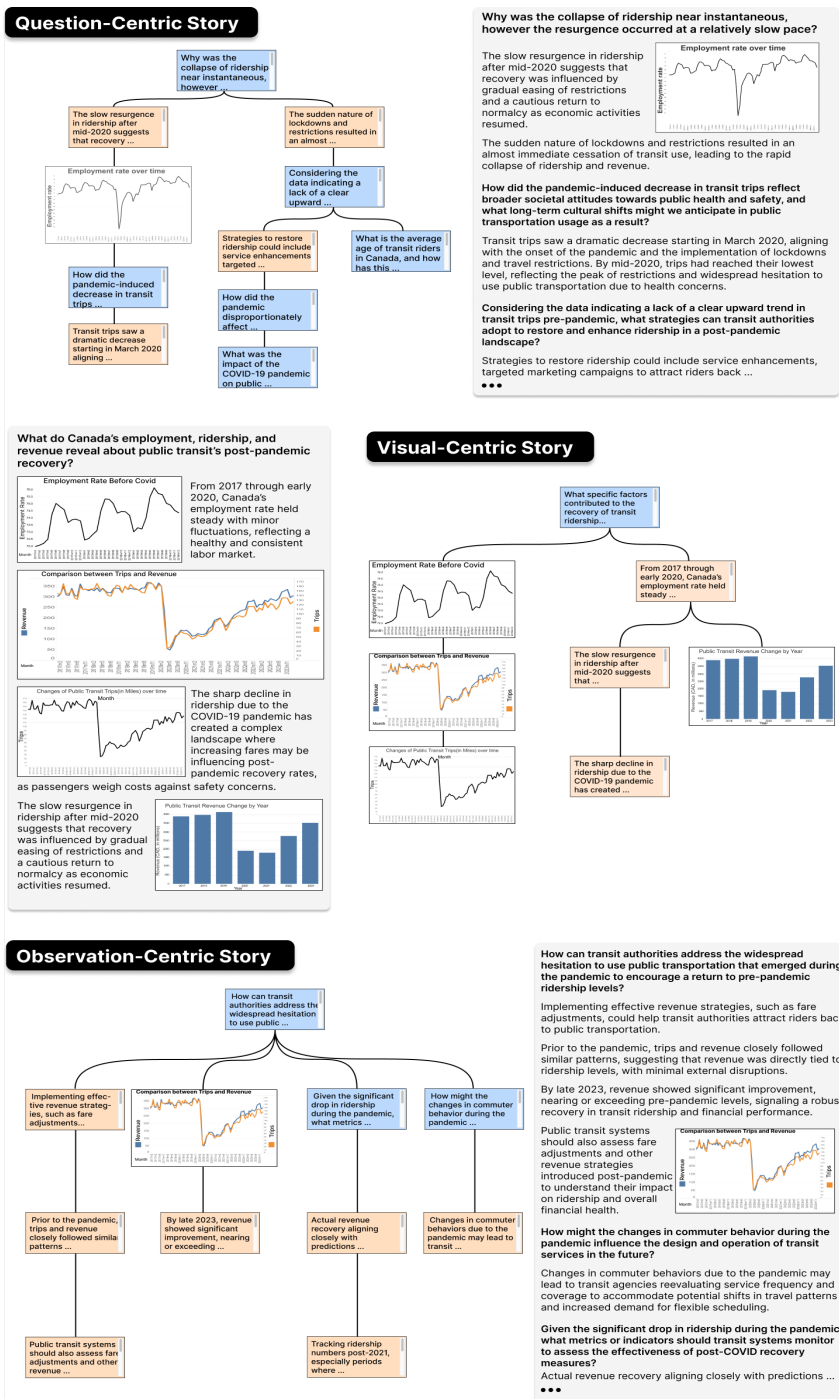 Question-Centric Story
Why was the
collapse of ridership
near instantaneous,
however ...
The slow resurgence
in ridership after
mid-2020 suggests
that recovery ...
The sudden nature of
lockdowns and
restrictions resulted in
an almost ...
Employment rate over time
Employment rate
Considering the
data indicating a
lack of a clear
upward ...
Strategies to restore
ridership could include
service enhancements
targeted ...
What is the average
age of transit riders
in Canada, and how
has this ...
How did the
pandemic-induced
decrease in transit
trips ...
How did the
pandemic
disproportionately
affect ...
Transit trips saw a
dramatic decrease
starting in March 2020
aligning ...
What was the
impact of the
COVID-19 pandemic
on public ...
Why was the collapse of ridership near instantaneous,
however the resurgence occurred at a relatively slow pace?
The slow resurgence in ridership
after mid-2020 suggests that
recovery was influenced by
gradual easing of restrictions
and a cautious return to
normalcy as economic activities
resumed.
Employment rate over time
Employment rate
The sudden nature of lockdowns and restrictions resulted in an
almost immediate cessation of transit use, leading to the rapid
collapse of ridership and revenue.
How did the pandemic-induced decrease in transit trips reflect
broader societal attitudes towards public health and safety, and
what long-term cultural shifts might we anticipate in public
transportation usage as a result?
Transit trips saw a dramatic decrease starting in March 2020, aligning
with the onset of the pandemic and the implementation of lockdowns
and travel restrictions. By mid-2020, trips had reached their lowest
level, reflecting the peak of restrictions and widespread hesitation to
use public transportation due to health concerns.
Considering the data indicating a lack of a clear upward trend in
transit trips pre-pandemic, what strategies can transit authorities
adopt to restore and enhance ridership in a post-pandemic
landscape?
Strategies to restore ridership could include service enhancements,
targeted marketing campaigns to attract riders back ...
What do Canada's employment, ridership, and
revenue reveal about public transit's post-pandemic
recovery?
Employment Rate Before Covid
Employment Rate
Month
From 2017 through early
2020, Canada's
employment rate held
steady with minor
fluctuations, reflecting a
healthy and consistent
labor market.
Comparison between Trips and Revenue
Revenue
Trips
Month
Changes of Public Transit Trips(in Miles) over time
Month
Trips
The sharp decline in
ridership due to the
COVID-19 pandemic has
created a complex
landscape where
increasing fares may be
influencing post-
pandemic recovery rates,
as passengers weigh costs against safety concerns.
The slow resurgence in
ridership after mid-2020
suggests that recovery
was influenced by gradual
easing of restrictions and
a cautious return to
normalcy as economic
activities resumed.
Public Transit Revenue Change by Year
Revenue (CAD, in millions)
Year
Visual-Centric Story
What specific factors
contributed to the
recovery of transit
ridership...
Employment Rate Before Covid
Employment Rate
Month
From 2017 through
early 2020, Canada's
employment rate held
steady ...
Comparison between Trips and Revenue
Revenue
Trips
Month
The slow resurgence
in ridership after
mid-2020 suggests
that ...
Public Transit Revenue Change by Year
Revenue (CAD, in millions)
Changes of Public Transit Trips(in Miles) over time
Month
Trips
The sharp decline in
ridership due to the
COVID-19 pandemic
has created ...
Observation-Centric Story
How can transit
authorities address the
widespread hesitation
to use public ...
Implementing effec-
tive revenue strateg-
ies, such as fare
adjustments...
Comparison between Trips and Revenue
Revenue
Trips
Month
Given the significant
drop in ridership
during the pandemic,
what metrics ...
How might the
changes in commuter
behavior during the
pandemic ...
Prior to the pandemic,
trips and revenue
closely followed similar
patterns ...
By late 2023, revenue
showed significant
improvement, nearing
or exceeding ...
Actual revenue
recovery aligning
closely with
predictions ...
Changes in commuter
behaviors due to the
pandemic may lead to
transit ...
Public transit systems
should also assess fare
adjustments and other
revenue ...
Tracking ridership
numbers post-2021,
especially periods
where ...
How can transit authorities address the widespread
hesitation to use public transportation that emerged during
the pandemic to encourage a return to pre-pandemic
ridership levels?
Implementing effective revenue strategies, such as fare
adjustments, could help transit authorities attract riders bac
to public transportation.
Prior to the pandemic, trips and revenue closely followed
similar patterns, suggesting that revenue was directly tied to
ridership levels, with minimal external disruptions.
By late 2023, revenue showed significant improvement,
nearing or exceeding pre-pandemic levels, signaling a robus
recovery in transit ridership and financial performance.
Public transit systems
should also assess fare
adjustments and other
revenue strategies
introduced post-pandemic
to understand their impact
on ridership and overall
financial health.
Comparison between Trips and Revenue
Revenue
Trips
Month
How might the changes in commuter behavior during the
pandemic influence the design and operation of transit
services in the future?
Changes in commuter behaviors due to the pandemic may
lead to transit agencies reevaluating service frequency and
coverage to accommodate potential shifts in travel patterns
and increased demand for flexible scheduling.
Given the significant drop in ridership during the pandemic
what metrics or indicators should transit systems monitor
to assess the effectiveness of post-COVID recovery
measures?
Actual revenue recovery aligning closely with predictions ...